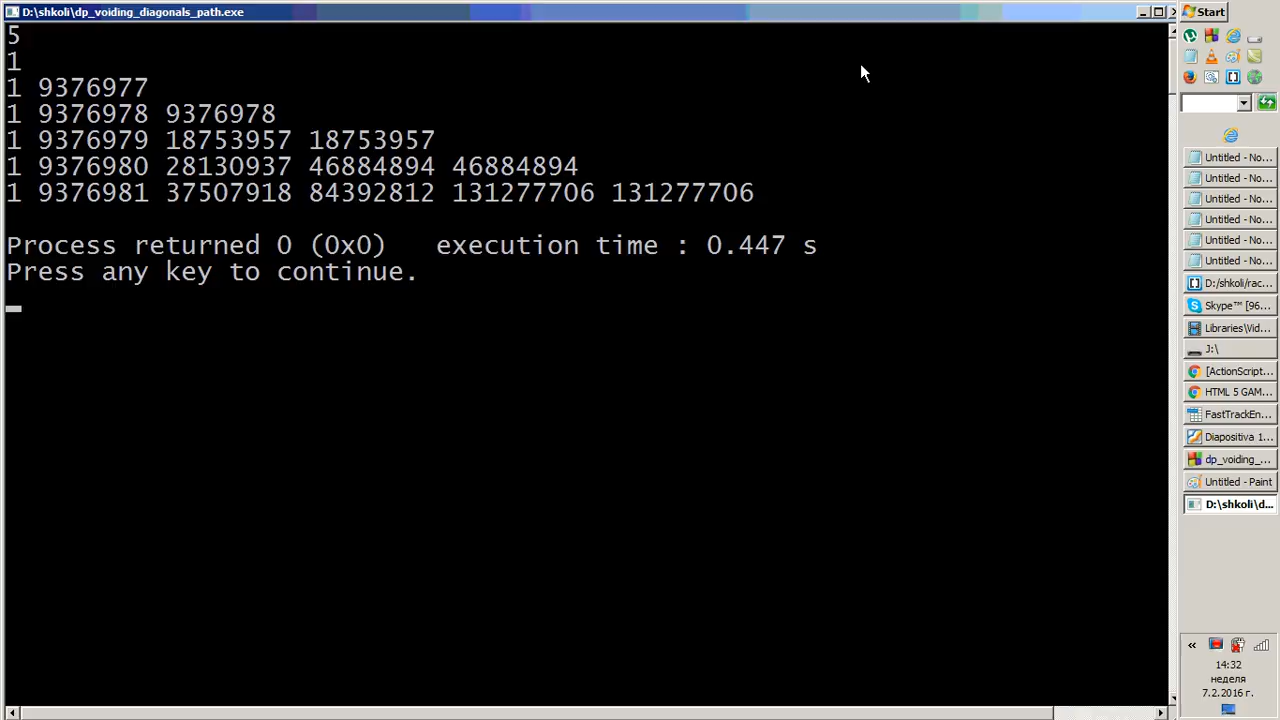 D:\shkoli\dp_voiding_diagonals_path.exe
5
1
1 9376977
1 9376978 9376978
1 9376979 18753957 18753957
1 9376980 28130937 46884894 46884894
1 9376981 37507918 84392812 131277706 131277706
Process returned 0 (0x0)   execution time : 0.447 s
Press any key to continue.
Start
Untitled - No...
Untitled - No...
Untitled - No...
Untitled - No...
Untitled - No...
Untitled - No...
D:/shkoli/rac...
Skype™ [96...
Libraries\Vid...
J:\
[ActionScript...
HTML 5 GAM...
FastTrackEn...
Diapositiva 1...
dp_voiding_...
Untitled - Paint
D:\shkoli\d...
«
14:32
неделя
7.2.2016 г.